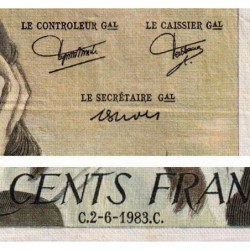 LE CONTROLEUR GAL LE CAISSIER GAL
LE SECRÉTAIRE GAL
CENTS FRAN
C.2-6-1983.C.